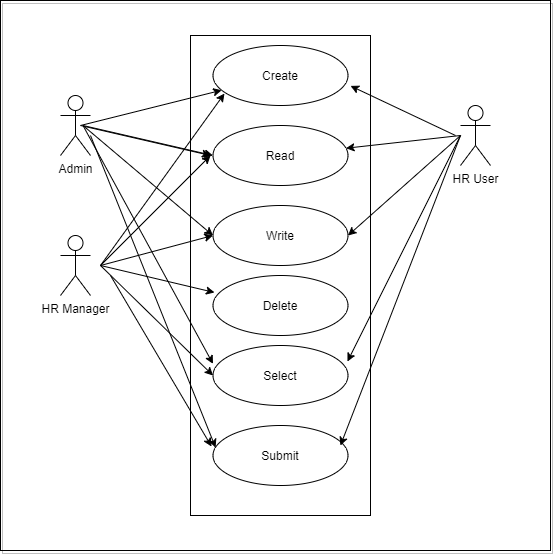 Create
Admin
Read
HR User
Write
HR Manager
Delete
Select
Submit